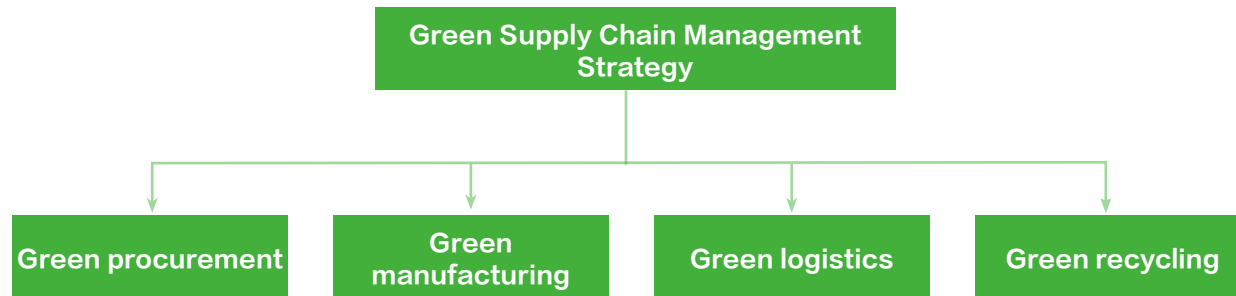 Green Supply Chain Management
Strategy
Green procurement
Green
manufacturing
Green logistics
Green recycling